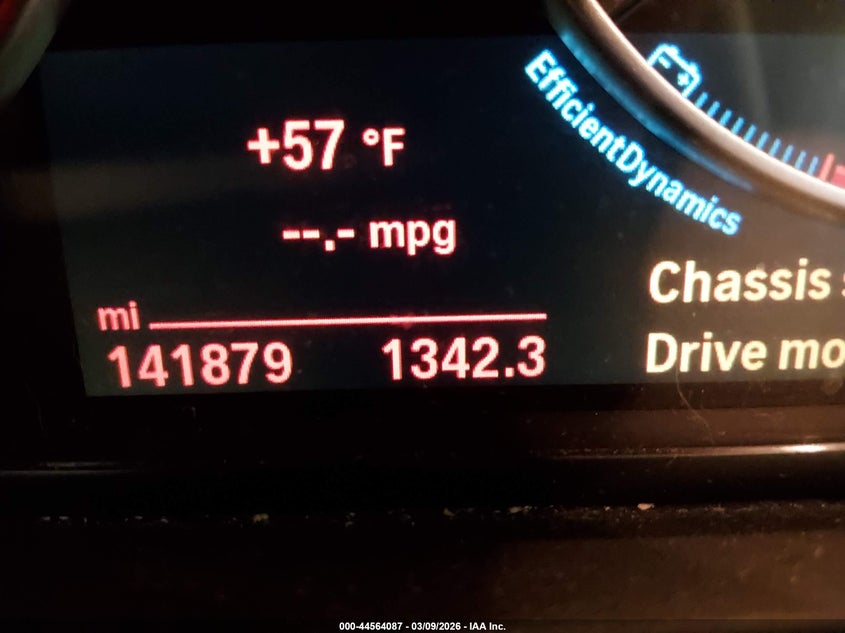 +57 °F
--.- mpg
EfficientDynamics
mi
141879 1342.3
Chassis
Drive mo
000-44564087 - 03/09/2026 - IAA Inc.